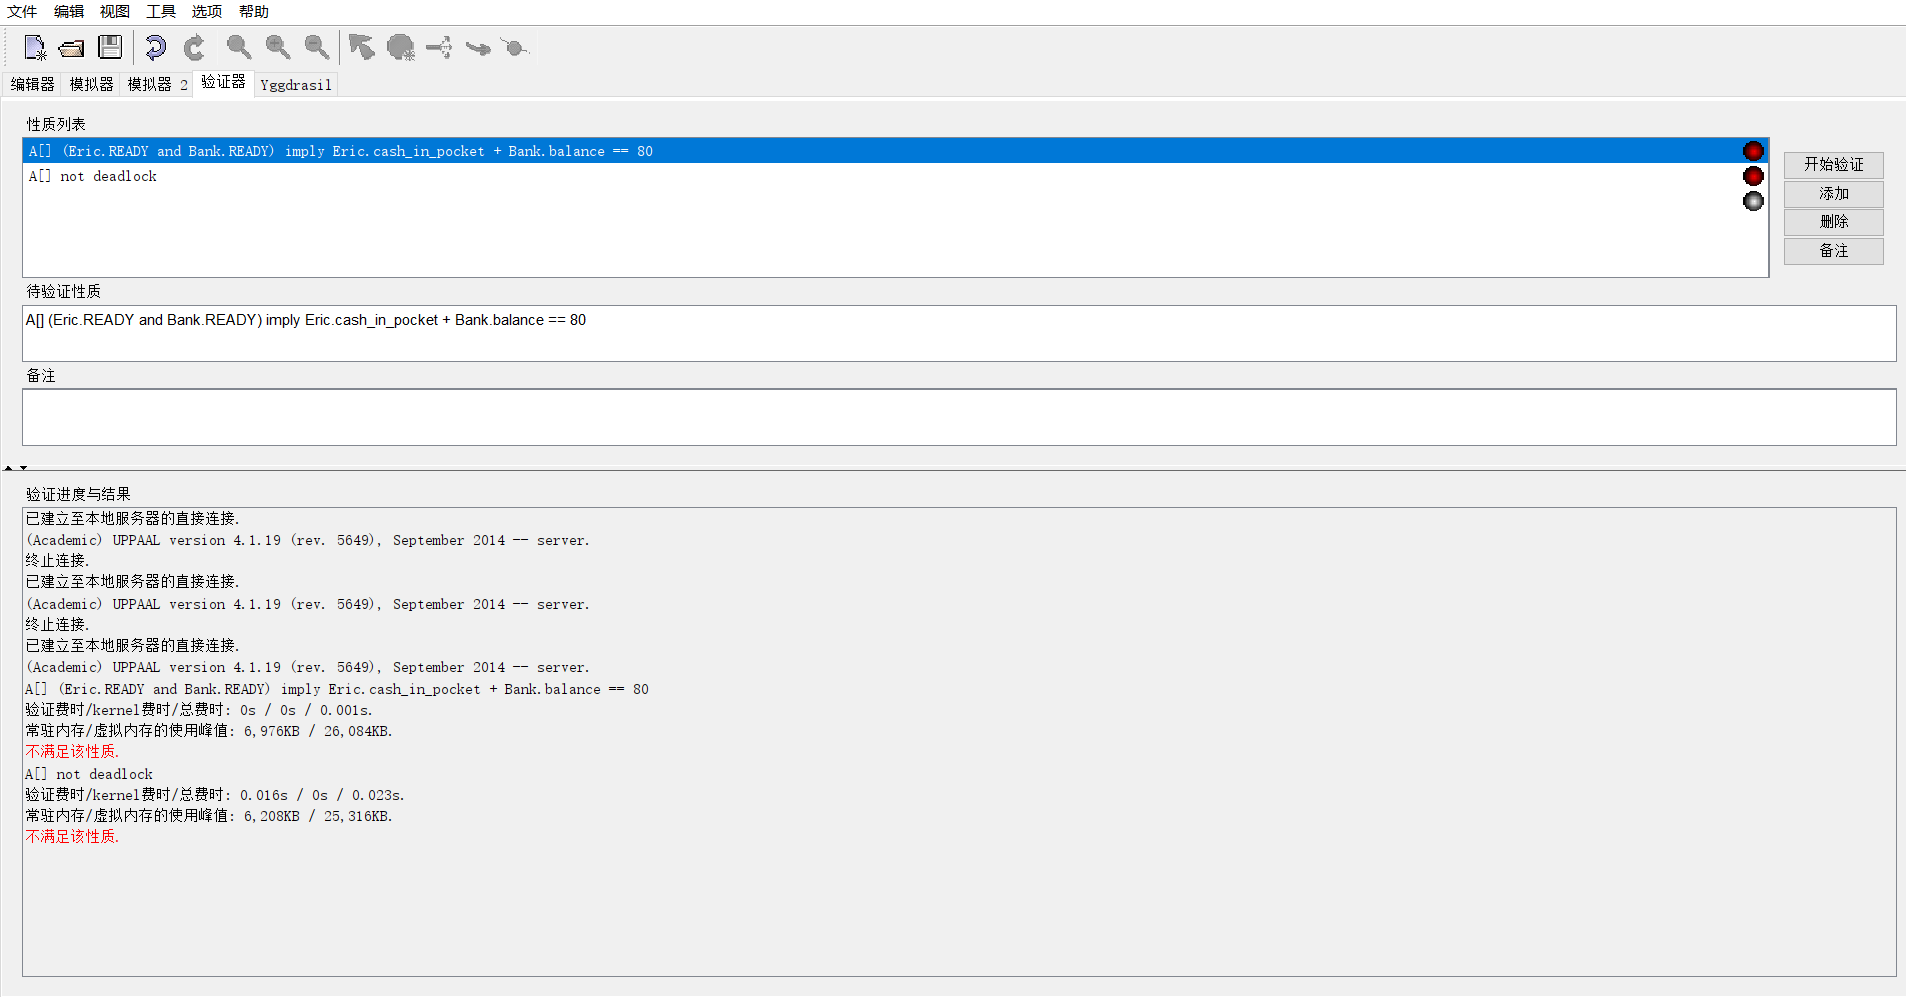 文件 编辑 视图 工具 选项 帮助
编辑器 模拟器 模拟器 2 验证器 Yggdrasil
性质列表
A[] (Eric.READY and Bank.READY) imply Eric.cash_in_pocket + Bank.balance == 80
A[] not deadlock
开始验证
添加
删除
备注
待验证性质
A[] (Eric.READY and Bank.READY) imply Eric.cash_in_pocket + Bank.balance == 80
备注
验证进度与结果
已建立至本地服务器的直接连接.
(Academic) UPPAAL version 4.1.19 (rev. 5649), September 2014 -- server.
终止连接.
已建立至本地服务器的直接连接.
(Academic) UPPAAL version 4.1.19 (rev. 5649), September 2014 -- server.
终止连接.
已建立至本地服务器的直接连接.
(Academic) UPPAAL version 4.1.19 (rev. 5649), September 2014 -- server.
A[] (Eric.READY and Bank.READY) imply Eric.cash_in_pocket + Bank.balance == 80
验证费时/kernel费时/总费时: 0s / 0s / 0.001s.
常驻内存/虚拟内存的使用峰值: 6,976KB / 26,084KB.
不满足该性质.
A[] not deadlock
验证费时/kernel费时/总费时: 0.016s / 0s / 0.023s.
常驻内存/虚拟内存的使用峰值: 6,208KB / 25,316KB.
不满足该性质.